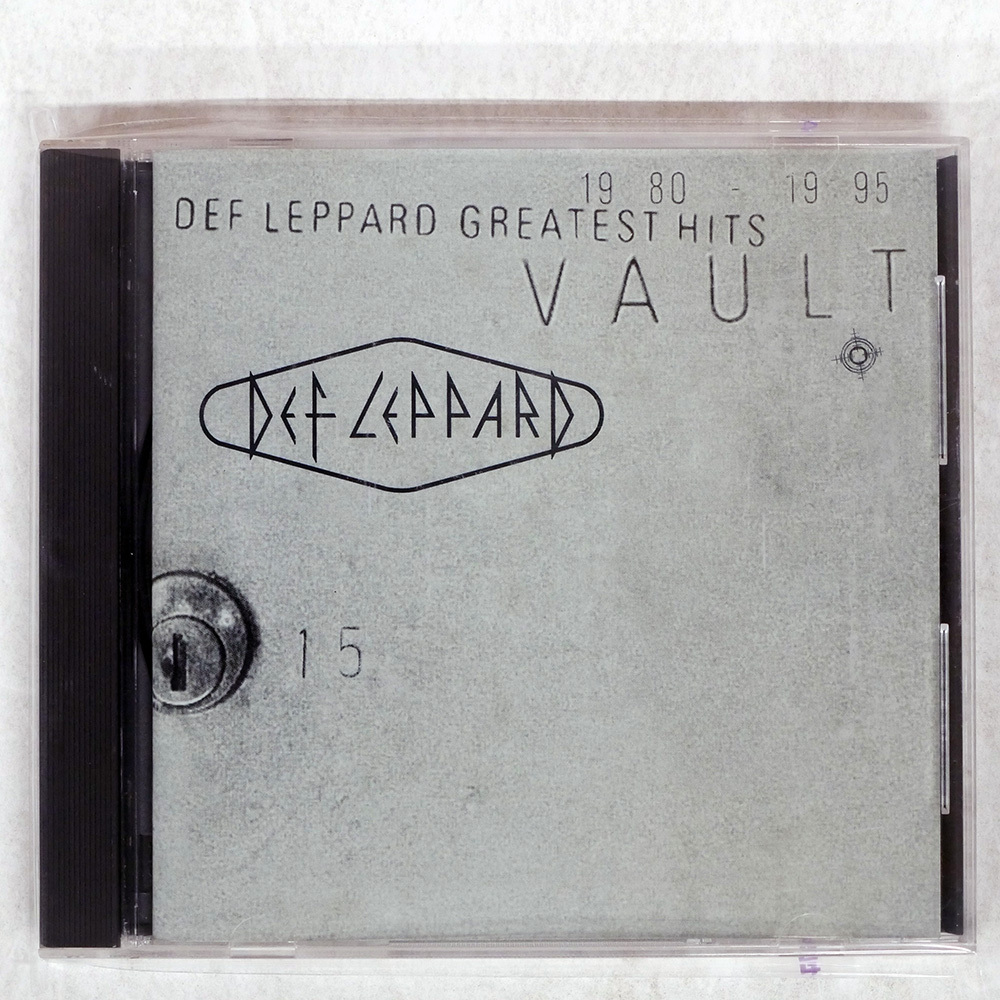 19 80 - 19 95
DEF LEPPARD GREATEST HITS
VAULT
DEF LEPPARD
15